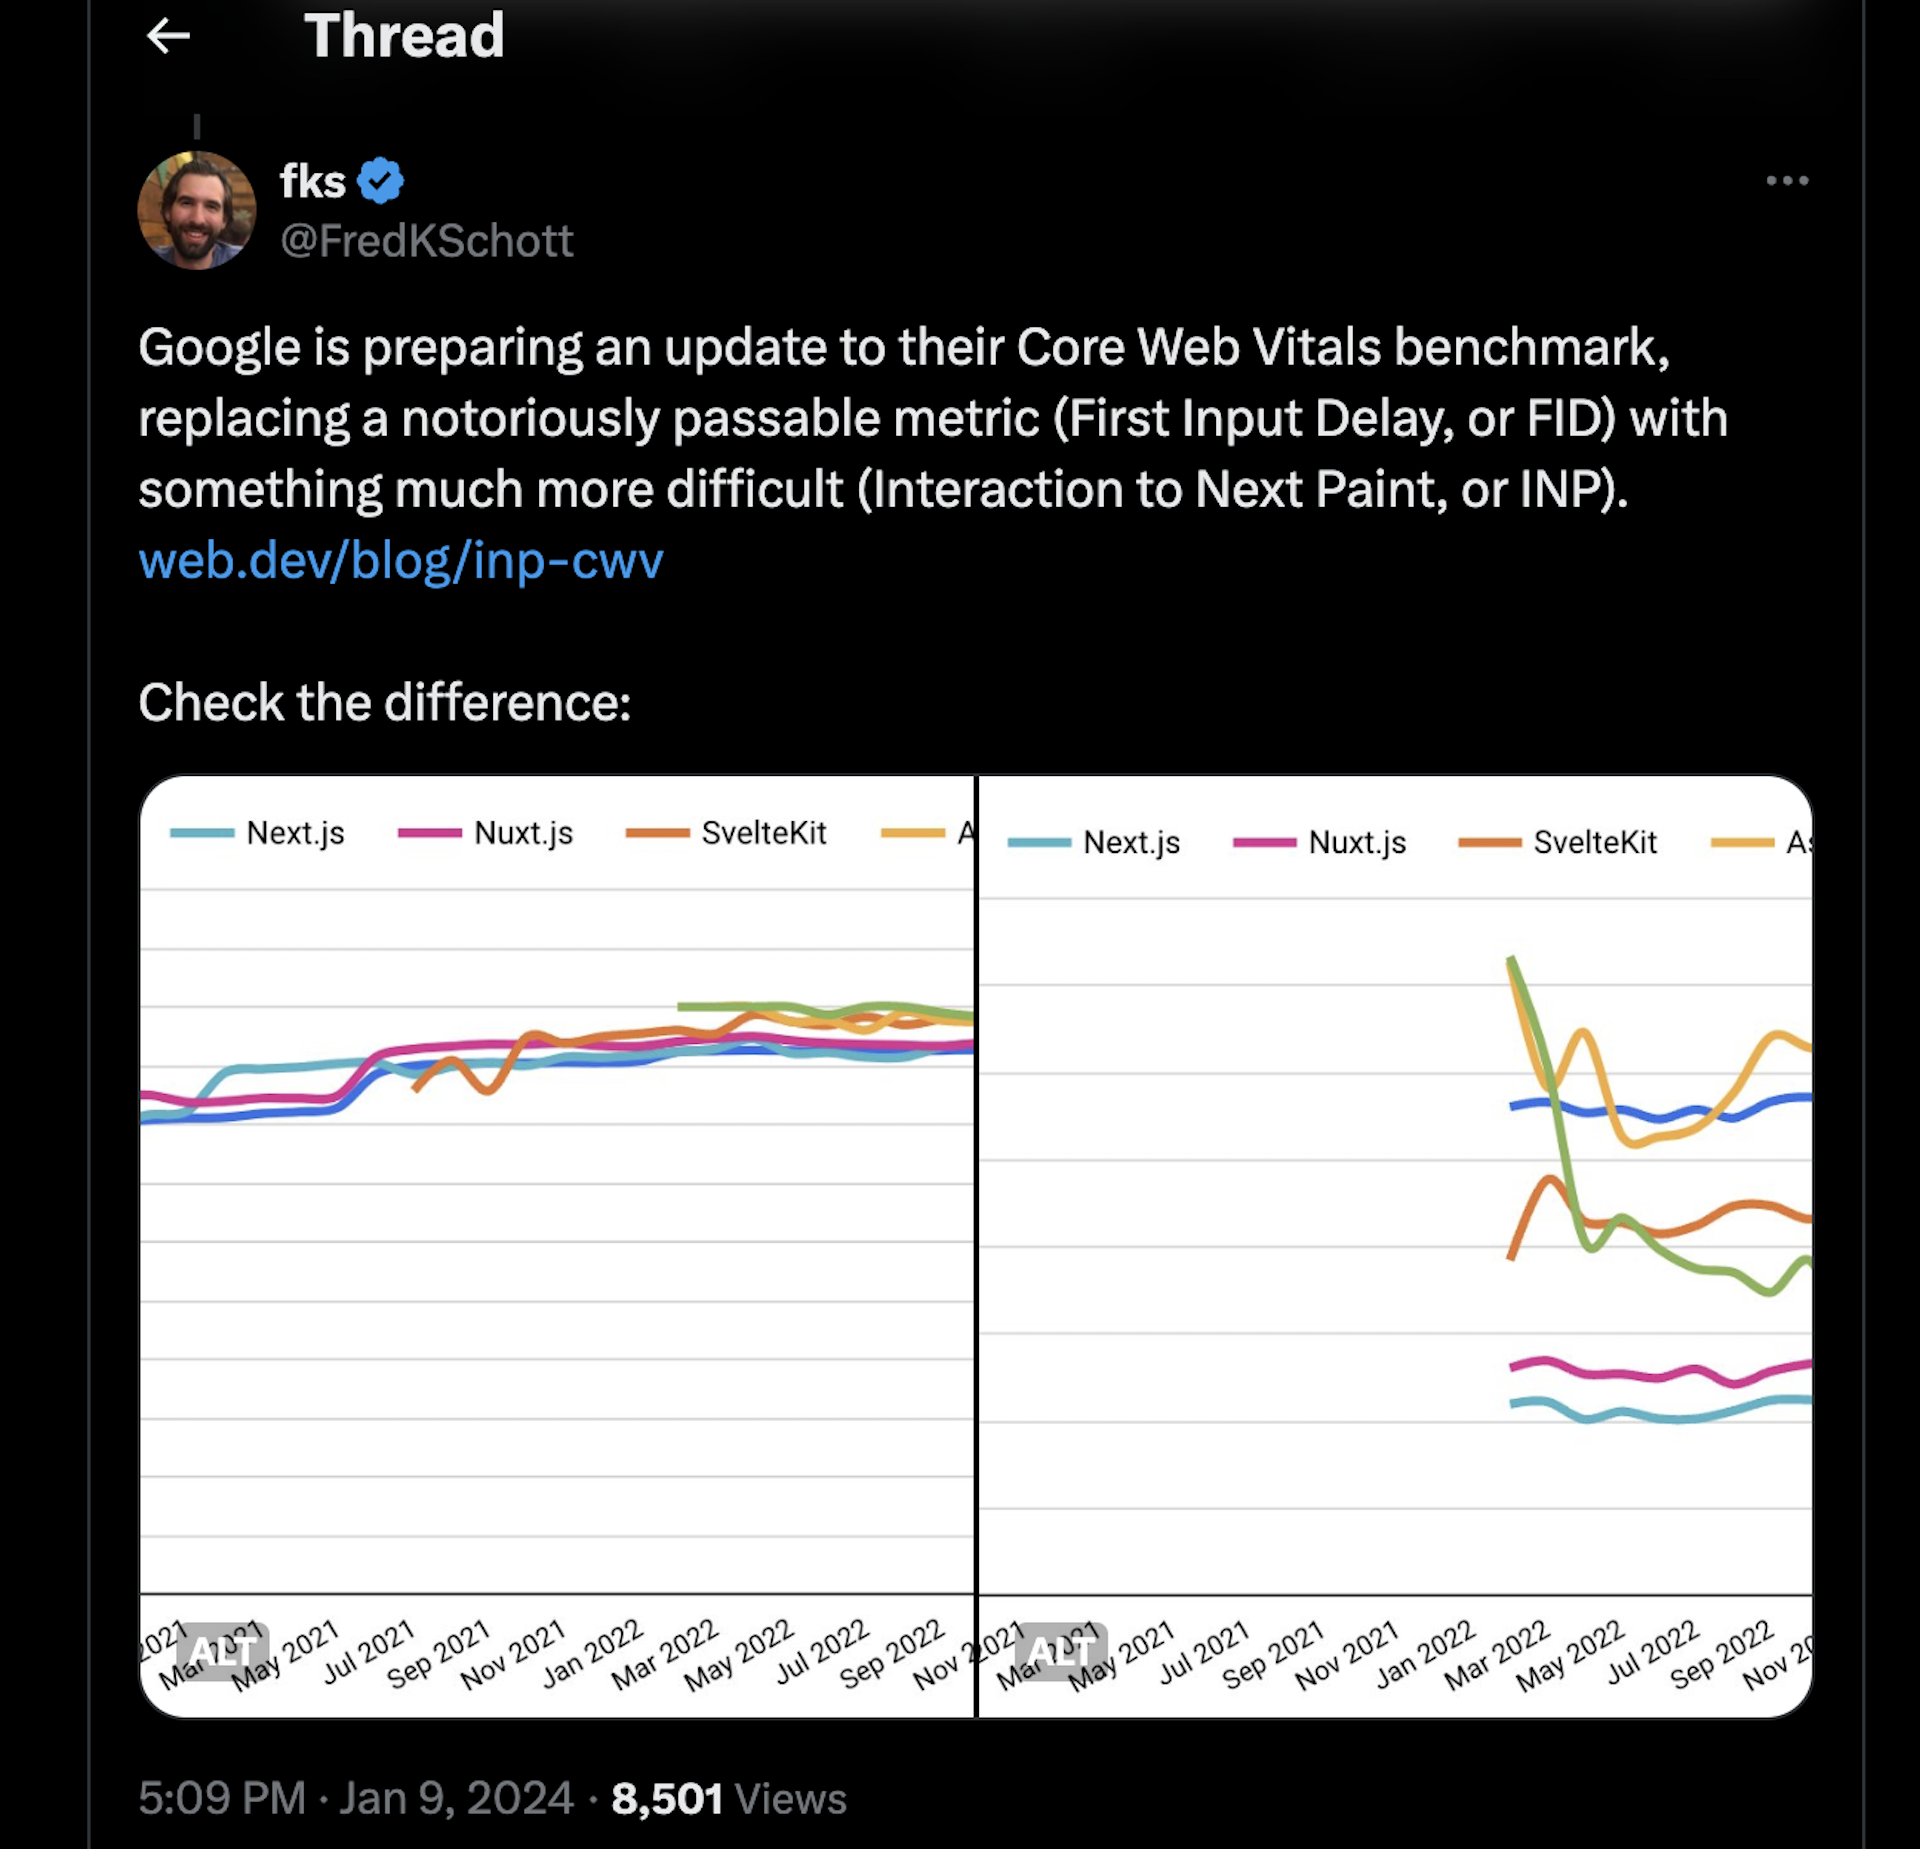 Thread
fks
@FredKSchott
Google is preparing an update to their Core Web Vitals benchmark,
replacing a notoriously passable metric (First Input Delay, or FID) with
something much more difficult (Interaction to Next Paint, or INP).
web.dev/blog/inp-cwv
Check the difference:
Next.js Nuxt.js SvelteKit A
2021 Mar 2021 May 2021 Jul 2021 Sep 2021 Nov 2021 Jan 2022 Mar 2022 May 2022 Jul 2022 Sep 2022 Nov 2
ALT
Next.js Nuxt.js SvelteKit As
021 Mar 2021 May 2021 Jul 2021 Sep 2021 Nov 2021 Jan 2022 Mar 2022 May 2022 Jul 2022 Sep 2022 Nov 20
ALT
5:09 PM · Jan 9, 2024 · 8,501 Views